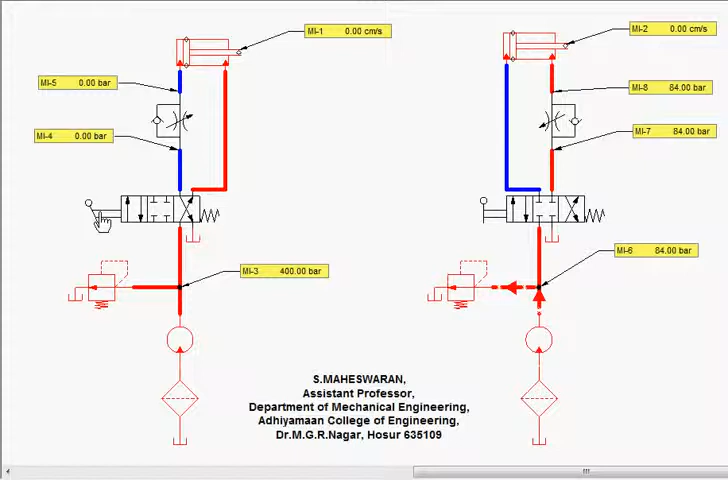 MI-1 0.00 cm/s
MI-2 0.00 cm/s
MI-5 0.00 bar
MI-8 84.00 bar
MI-4 0.00 bar
MI-7 84.00 bar
MI-3 400.00 bar
MI-6 84.00 bar
S.MAHESWARAN,
Assistant Professor,
Department of Mechanical Engineering,
Adhiyamaan College of Engineering,
Dr.M.G.R.Nagar, Hosur 635109